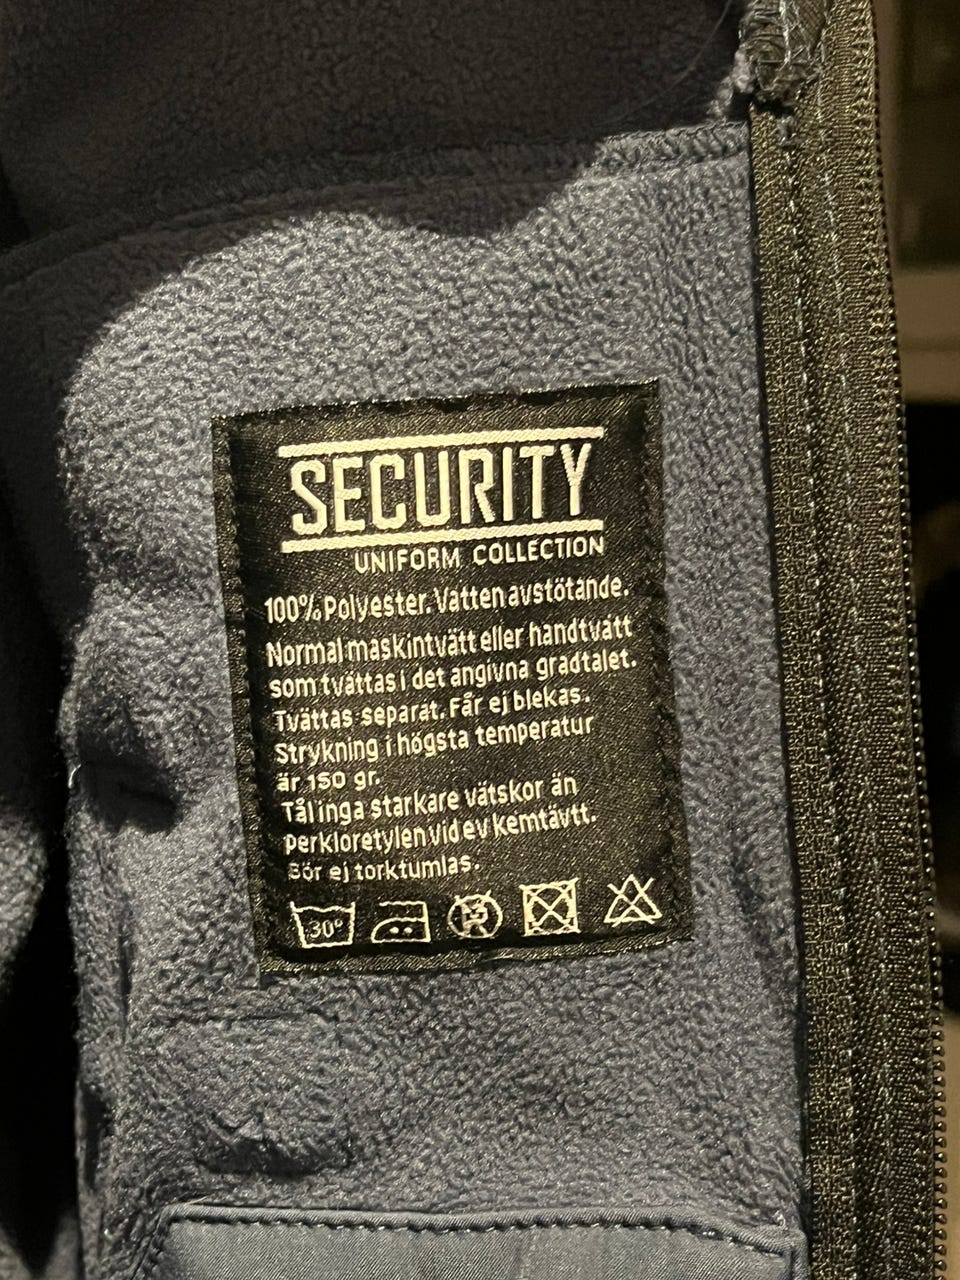 SECURITY
UNIFORM COLLECTION
100% Polyester. Vatten avstötande.
Normal maskintvätt eller handtvätt
som tvättas i det angivna gradtalet.
Tvättas separat. Får ej blekas.
Strykning i högsta temperatur
är 150 gr.
Tål inga starkare vätskor än
perkloretylen vid ev kemtävtt.
Bör ej torktumlas.
30°